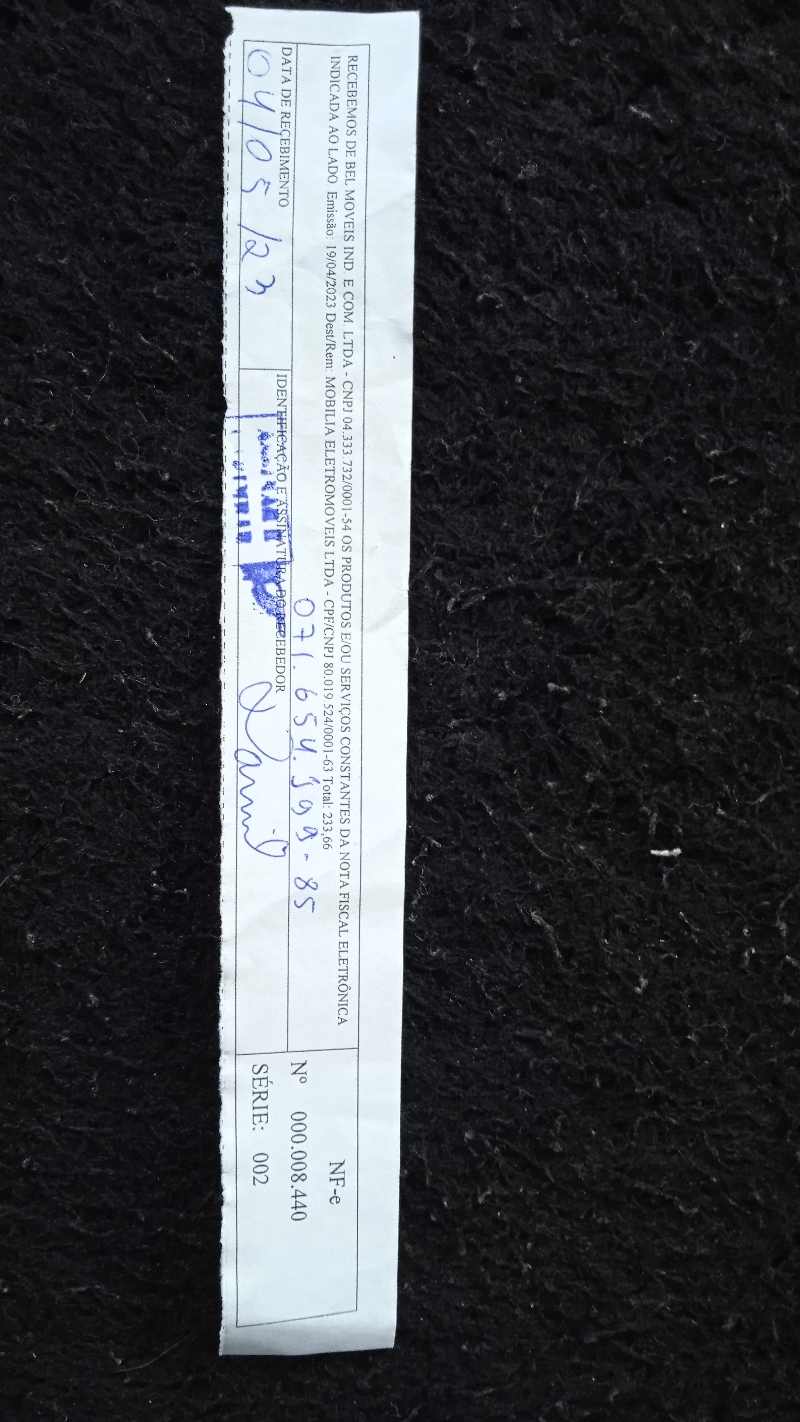 RECEBEMOS DE BEL MOVEIS IND. E COM. LTDA - CNPJ 04.333.732/0001-54 OS PRODUTOS E/OU SERVIÇOS CONSTANTES DA NOTA FISCAL ELETRÔNICA
INDICADA AO LADO. Emissão: 19/04/2023 Dest/Rem: MOBILIA ELETROMOVEIS LTDA - CPF/CNPJ 80.019.524/0001-63 Total: 233,66
071.654.399-85
DATA DE RECEBIMENTO
04/05/23
IDENTIFICAÇÃO E ASSINATURA DO RECEBEDOR
NF-e
Nº 000.008.440
SÉRIE: 002